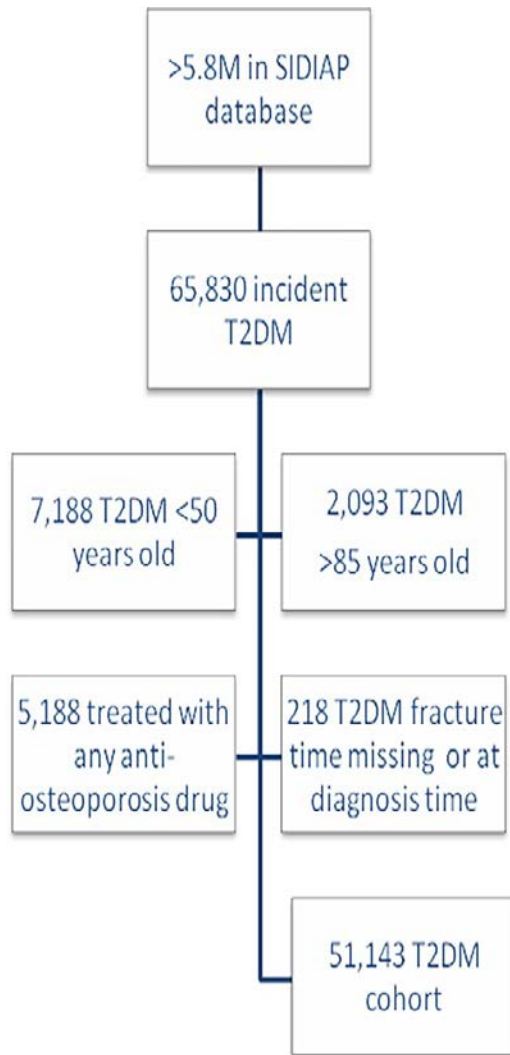 >5.8M in SIDIAP
database
65,830 incident
T2DM
7,188 T2DM <50
years old
2,093 T2DM
>85 years old
5,188 treated with
any anti-
osteoporosis drug
218 T2DM fracture
time missing or at
diagnosis time
51,143 T2DM
cohort